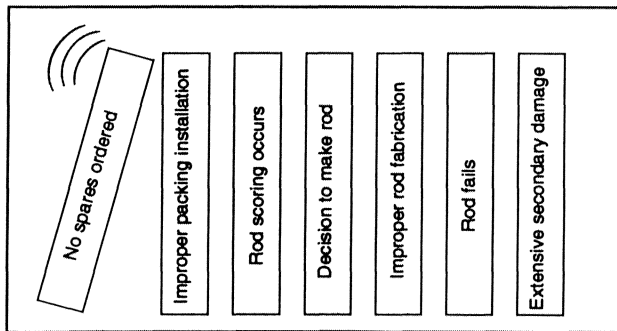 No spares ordered
Improper packing installation
Rod scoring occurs
Decision to make rod
Improper rod fabrication
Rod fails
Extensive secondary damage